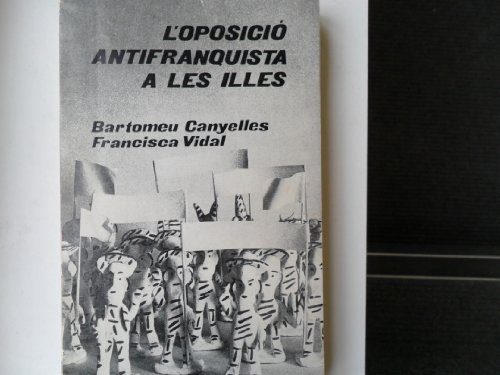 L'OPOSICIÓ
ANTIFRANQUISTA
A LES ILLES
Bartomeu Canyelles
Francisca Vidal